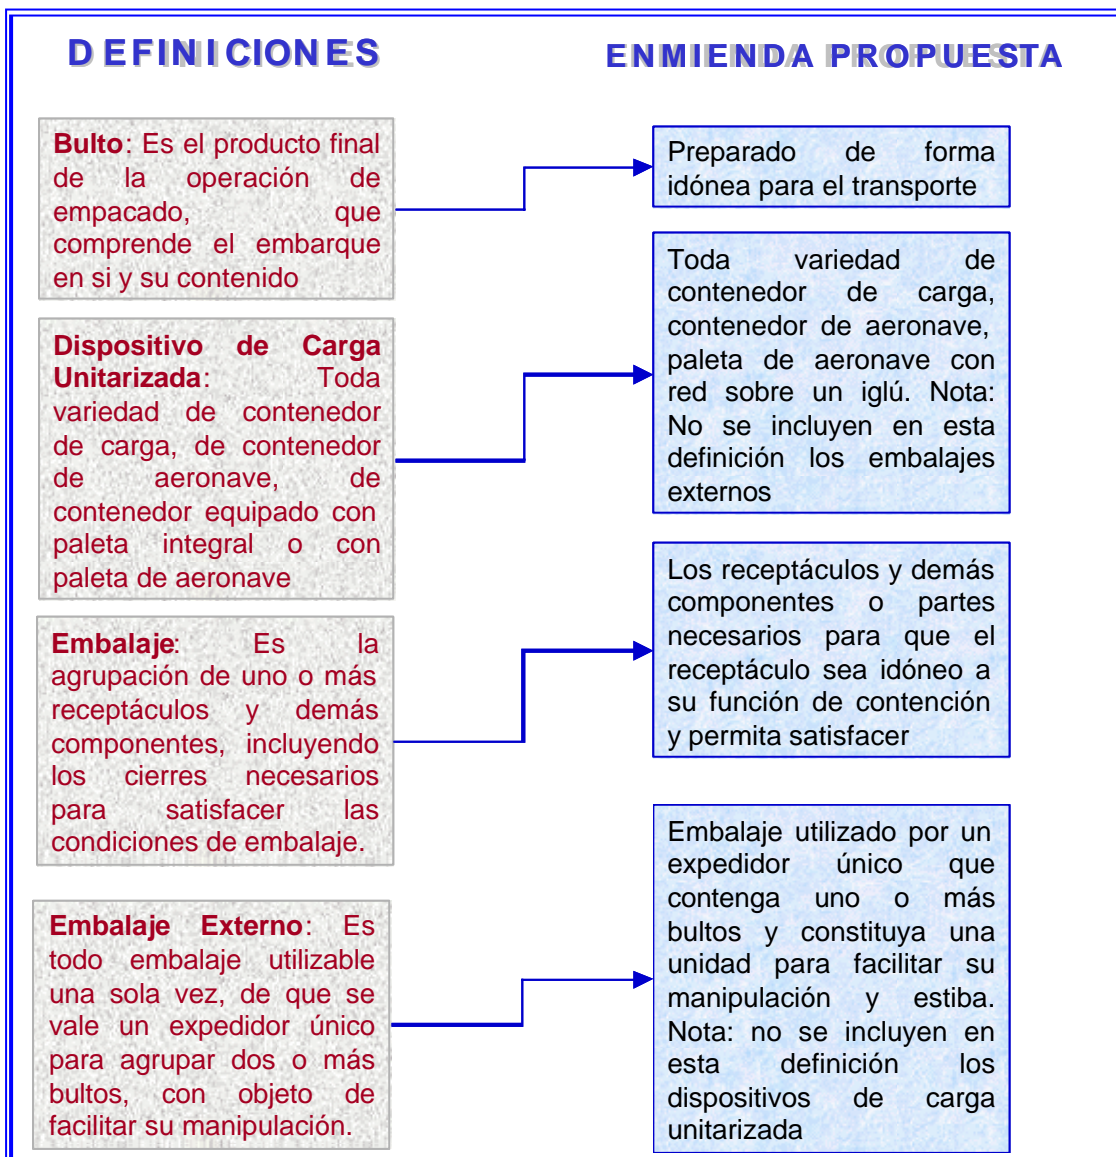 DEFINICIONES
ENMIENDA PROPUESTA
Bulto: Es el producto final
de la operación de
empacado, que
comprende el embarque
en si y su contenido
Preparado de forma
idónea para el transporte
Dispositivo de Carga
Unitarizada: Toda
variedad de contenedor
de carga, de contenedor
de aeronave, de
contenedor equipado con
paleta integral o con
paleta de aeronave
Toda variedad de
contenedor de carga,
contenedor de aeronave,
paleta de aeronave con
red sobre un iglú. Nota:
No se incluyen en esta
definición los embalajes
externos
Embalaje: Es la
agrupación de uno o más
receptáculos y demás
componentes, incluyendo
los cierres necesarios
para satisfacer las
condiciones de embalaje.
Los receptáculos y demás
componentes o partes
necesarios para que el
receptáculo sea idóneo a
su función de contención
y permita satisfacer
Embalaje Externo: Es
todo embalaje utilizable
una sola vez, de que se
vale un expedidor único
para agrupar dos o más
bultos, con objeto de
facilitar su manipulación.
Embalaje utilizado por un
expedidor único que
contenga uno o más
bultos y constituya una
unidad para facilitar su
manipulación y estiba.
Nota: no se incluyen en
esta definición los
dispositivos de carga
unitarizada